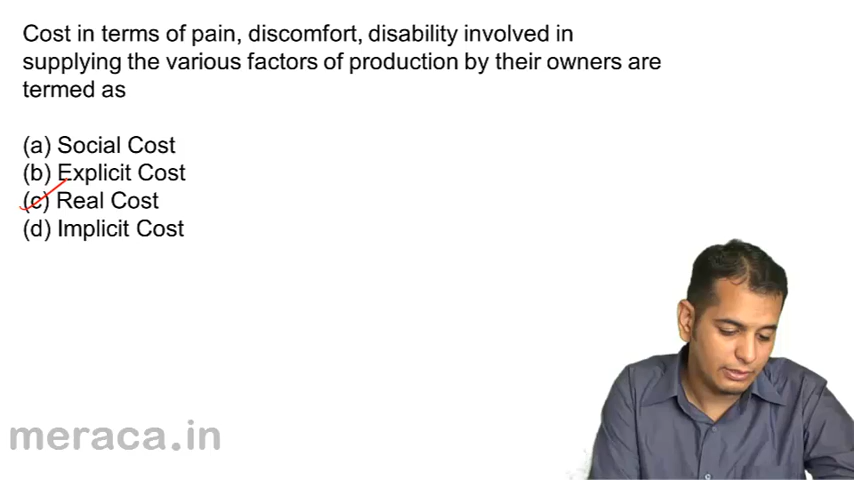 Cost in terms of pain, discomfort, disability involved in
supplying the various factors of production by their owners are
termed as
(a) Social Cost
(b) Explicit Cost
(c) Real Cost
(d) Implicit Cost
meraca.in